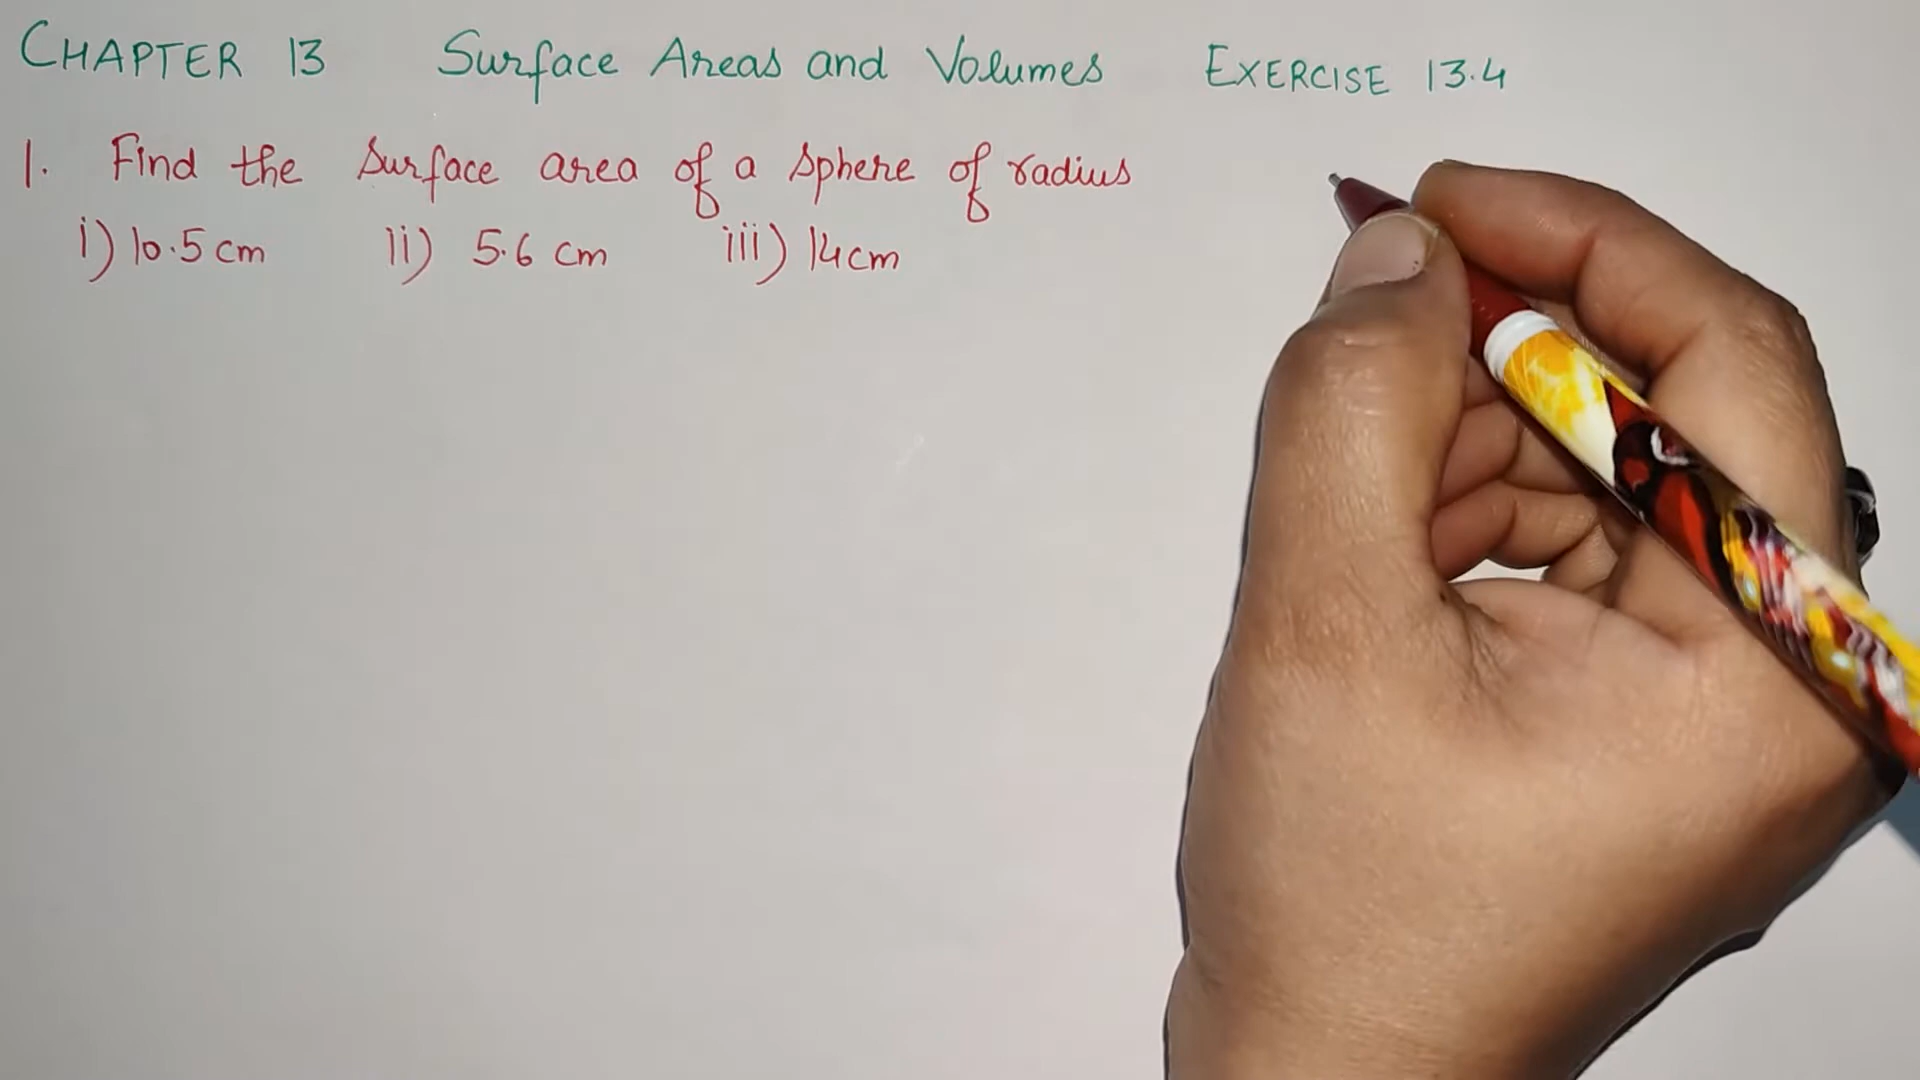 CHAPTER 13 Surface Areas and Volumes EXERCISE 13.4
1. Find the Surface area of a sphere of radius
i) 10.5 cm ii) 5.6 cm iii) 14cm